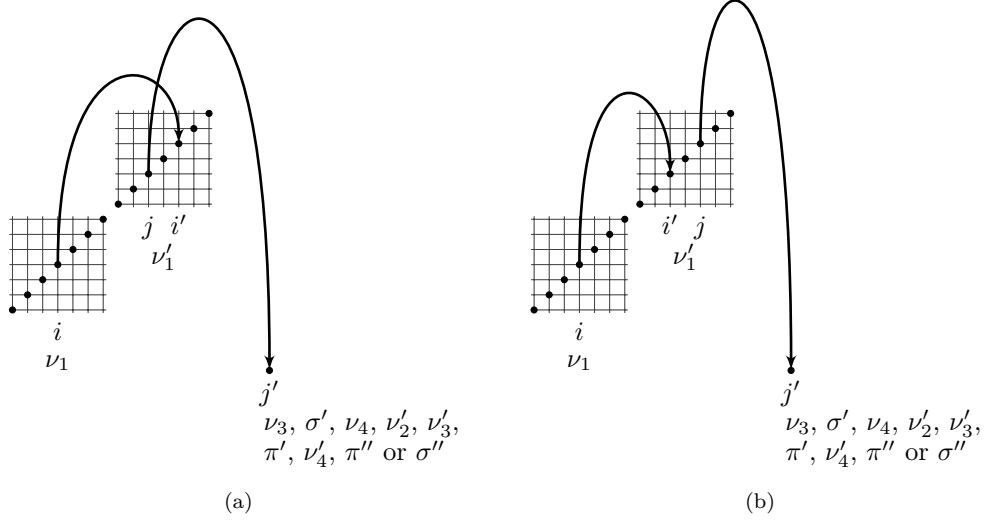 j i′
ν′₁
i
ν₁
j′
ν₃, σ′, ν₄, ν′₂, ν′₃,
π′, ν′₄, π″ or σ″
(a)
i′ j
ν′₁
i
ν₁
j′
ν₃, σ′, ν₄, ν′₂, ν′₃,
π′, ν′₄, π″ or σ″
(b)